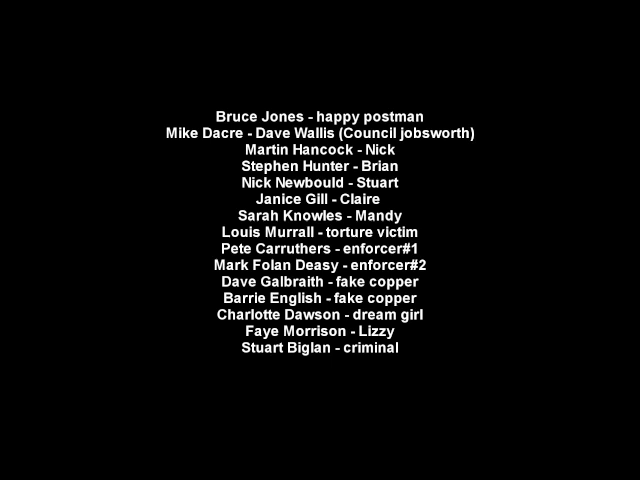 Bruce Jones - happy postman
Mike Dacre - Dave Wallis (Council jobsworth)
Martin Hancock - Nick
Stephen Hunter - Brian
Nick Newbould - Stuart
Janice Gill - Claire
Sarah Knowles - Mandy
Louis Murrall - torture victim
Pete Carruthers - enforcer#1
Mark Folan Deasy - enforcer#2
Dave Galbraith - fake copper
Barrie English - fake copper
Charlotte Dawson - dream girl
Faye Morrison - Lizzy
Stuart Biglan - criminal